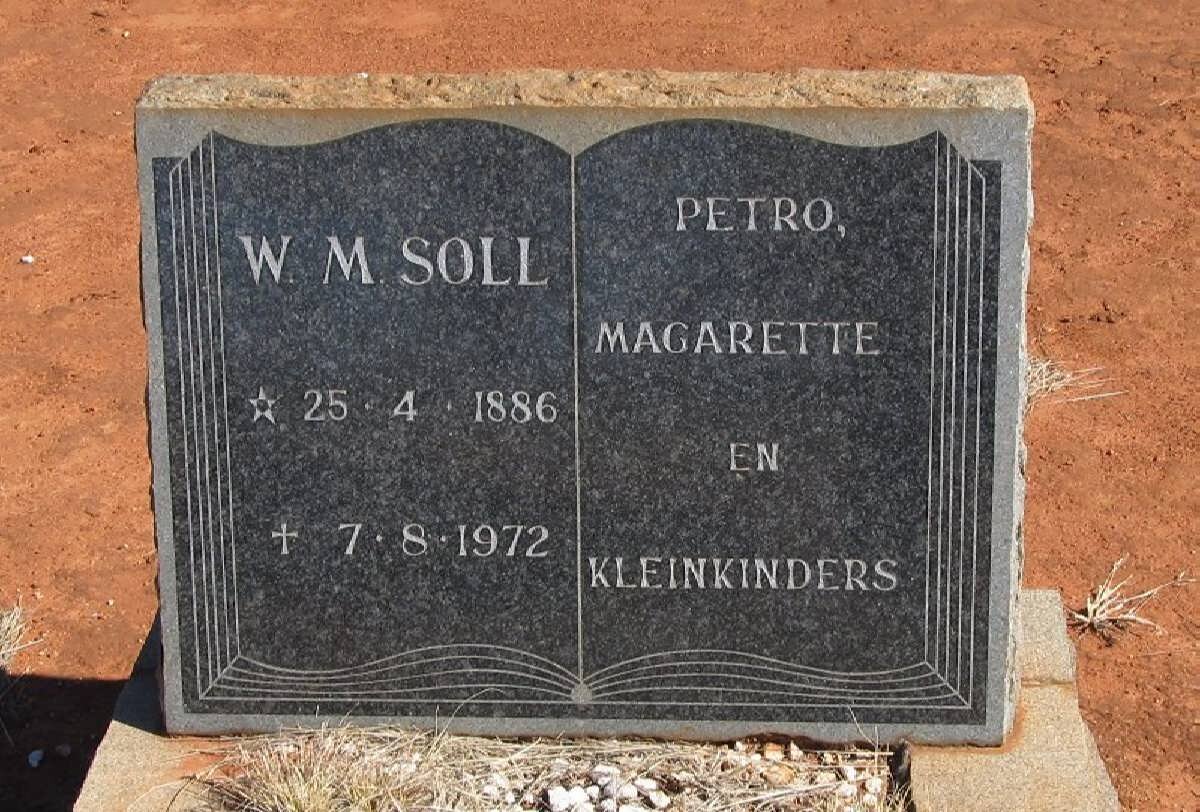 W. M. SOLL
☆ 25 · 4 · 1886
† 7 · 8 · 1972
PETRO,
MAGARETTE
EN
KLEINKINDERS